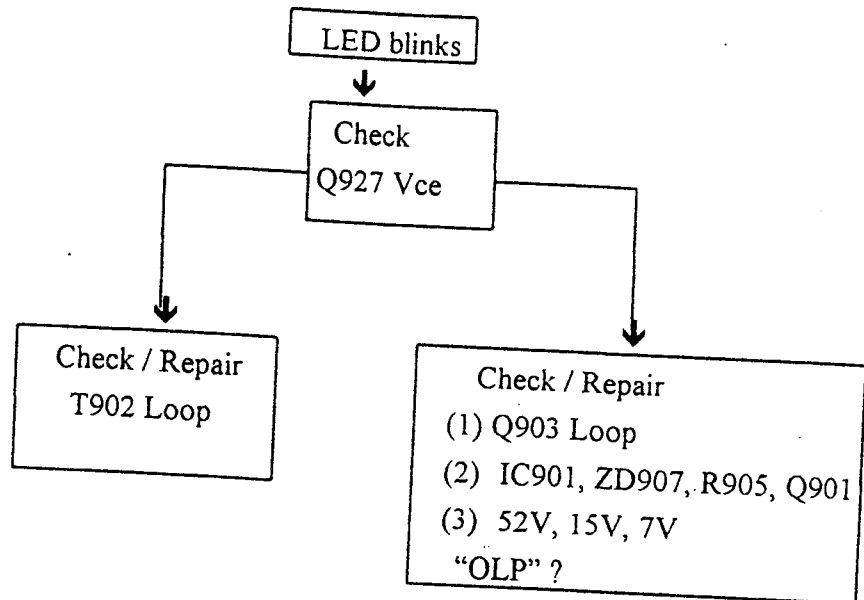 LED blinks
Check
Q927 Vce
Check / Repair
T902 Loop
Check / Repair
(1) Q903 Loop
(2) IC901, ZD907, R905, Q901
(3) 52V, 15V, 7V
“OLP” ?